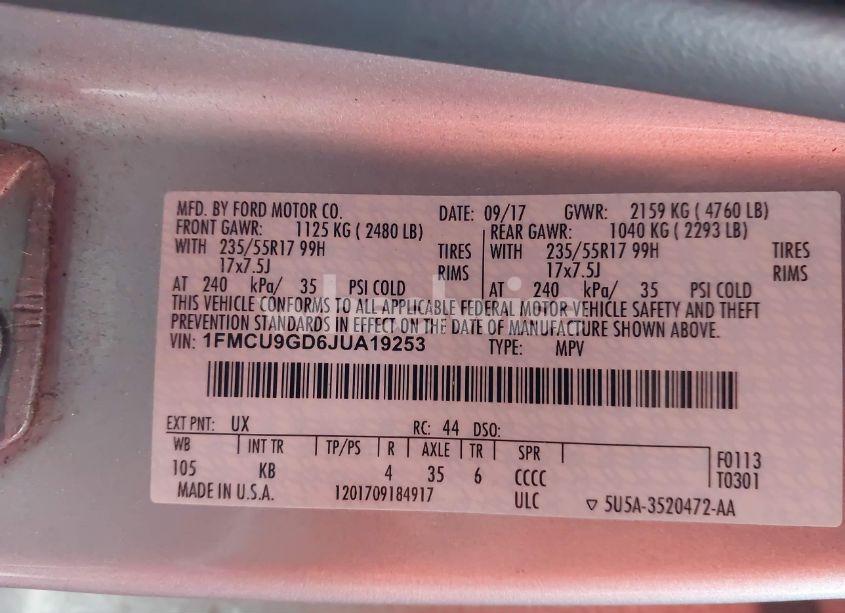 MFD. BY FORD MOTOR CO. DATE: 09/17 GVWR: 2159 KG ( 4760 LB)
FRONT GAWR: 1125 KG ( 2480 LB) REAR GAWR: 1040 KG ( 2293 LB)
WITH 235/55R17 99H TIRES WITH 235/55R17 99H TIRES
17x7.5J RIMS 17x7.5J RIMS
AT 240 kPa/ 35 PSI COLD AT 240 kPa/ 35 PSI COLD
THIS VEHICLE CONFORMS TO ALL APPLICABLE FEDERAL MOTOR VEHICLE SAFETY AND THEFT
PREVENTION STANDARDS IN EFFECT ON THE DATE OF MANUFACTURE SHOWN ABOVE.
VIN: 1FMCU9GD6JUA19253 TYPE: MPV
EXT PNT: UX RC: 44 DSO:
WB INT TR TP/PS R AXLE TR SPR F0113
105 KB 4 35 6 CCCC T0301
MADE IN U.S.A. 1201709184917 ULC ▽ 5U5A-3520472-AA